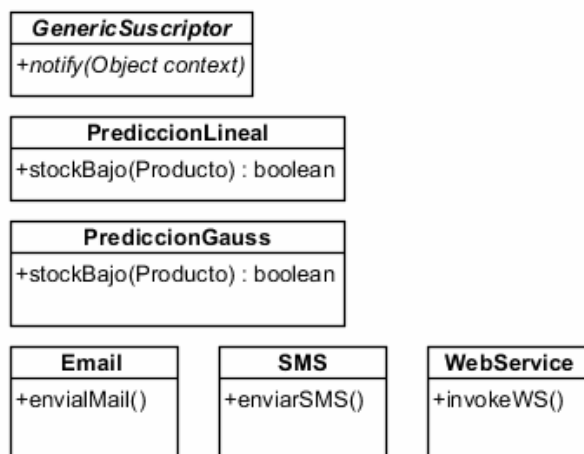 GenericSuscriptor
+notify(Object context)
PrediccionLineal
+stockBajo(Producto) : boolean
PrediccionGauss
+stockBajo(Producto) : boolean
Email
+envialMail()
SMS
+enviarSMS()
WebService
+invokeWS()